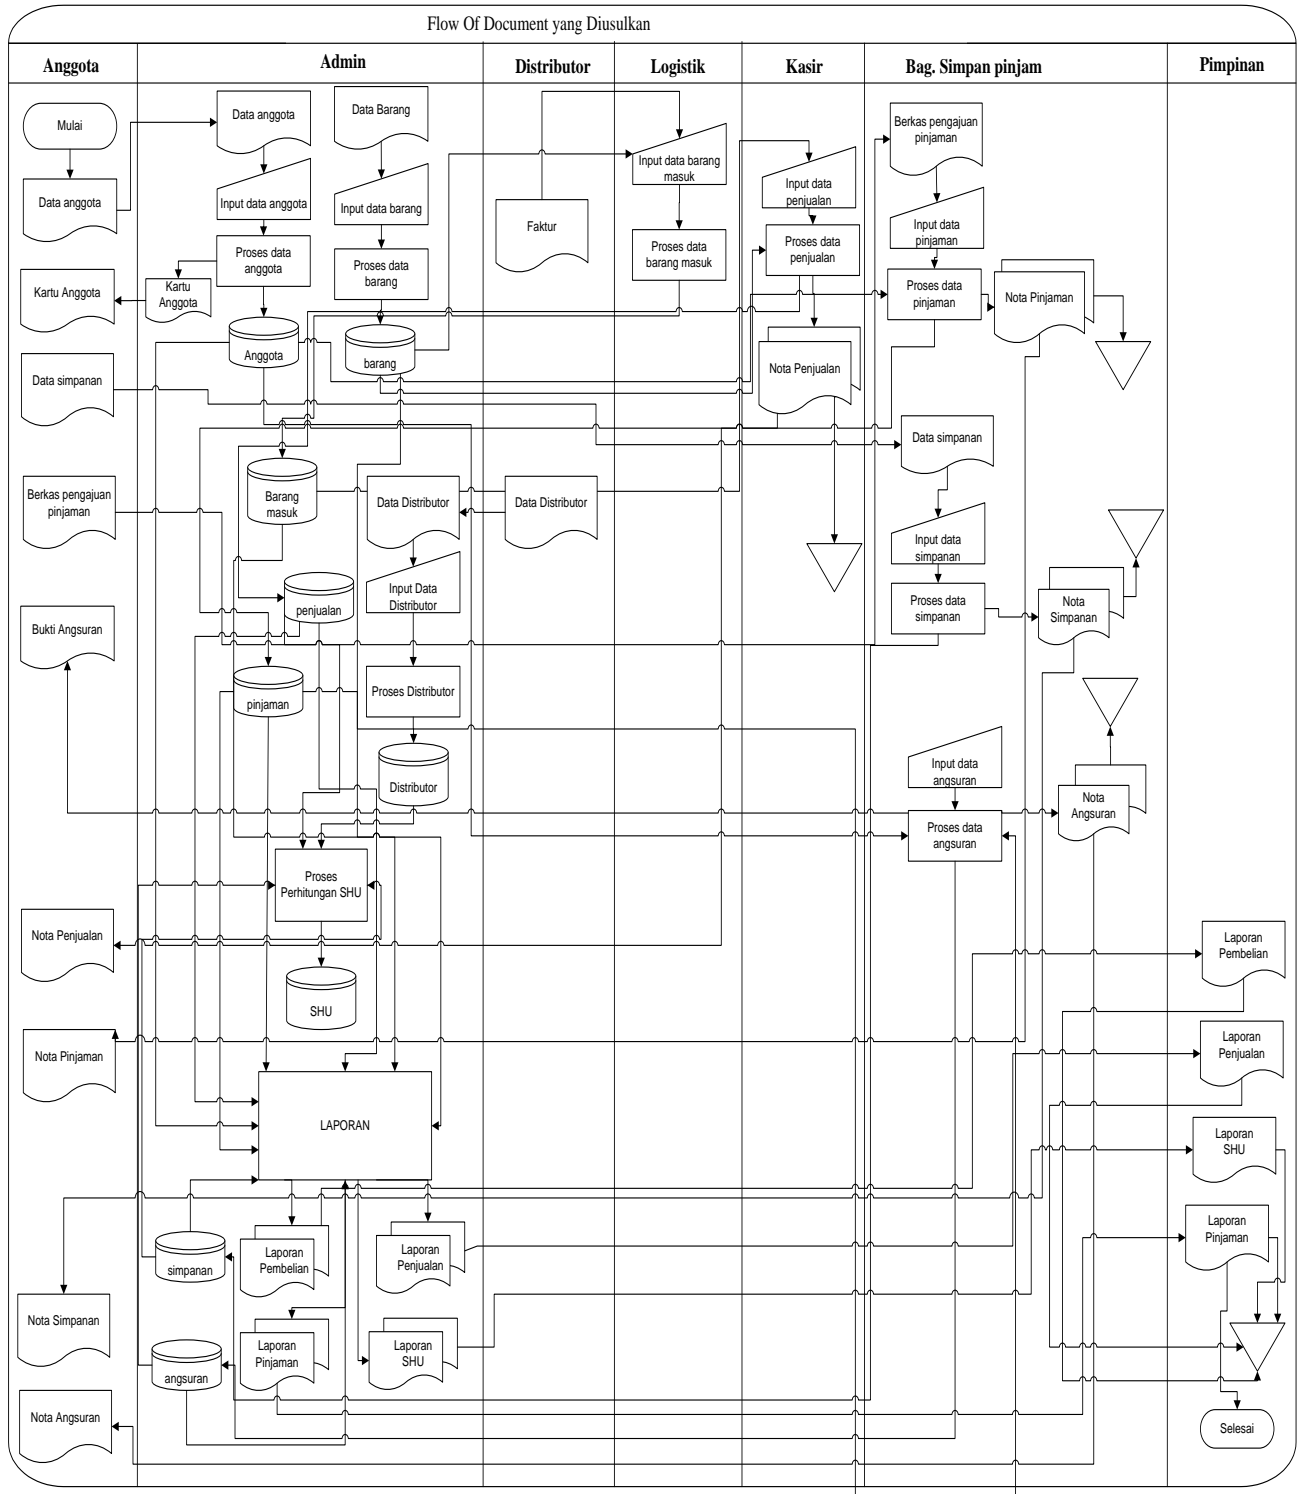 Flow Of Document yang Diusulkan
Anggota
Admin
Distributor
Logistik
Kasir
Bag. Simpan pinjam
Pimpinan
Mulai
Data anggota
Kartu Anggota
Data simpanan
Berkas pengajuan
pinjaman
Bukti Angsuran
Nota Penjualan
Nota Pinjaman
Nota Simpanan
Nota Angsuran
Data anggota
Input data anggota
Proses data
anggota
Kartu
Anggota
Anggota
Data Barang
Input data barang
Proses data
barang
barang
Barang
masuk
penjualan
pinjaman
Data Distributor
Input Data
Distributor
Proses Distributor
Distributor
Proses
Perhitungan SHU
SHU
LAPORAN
simpanan
angsuran
Laporan
Pembelian
Laporan
Penjualan
Laporan
Pinjaman
Laporan
SHU
Faktur
Data Distributor
Input data barang
masuk
Proses data
barang masuk
Input data
penjualan
Proses data
penjualan
Nota Penjualan
Berkas pengajuan
pinjaman
Input data
pinjaman
Proses data
pinjaman
Nota Pinjaman
Data simpanan
Input data
simpanan
Proses data
simpanan
Nota
Simpanan
Input data
angsuran
Proses data
angsuran
Nota
Angsuran
Laporan
Pembelian
Laporan
Penjualan
Laporan
SHU
Laporan
Pinjaman
Selesai